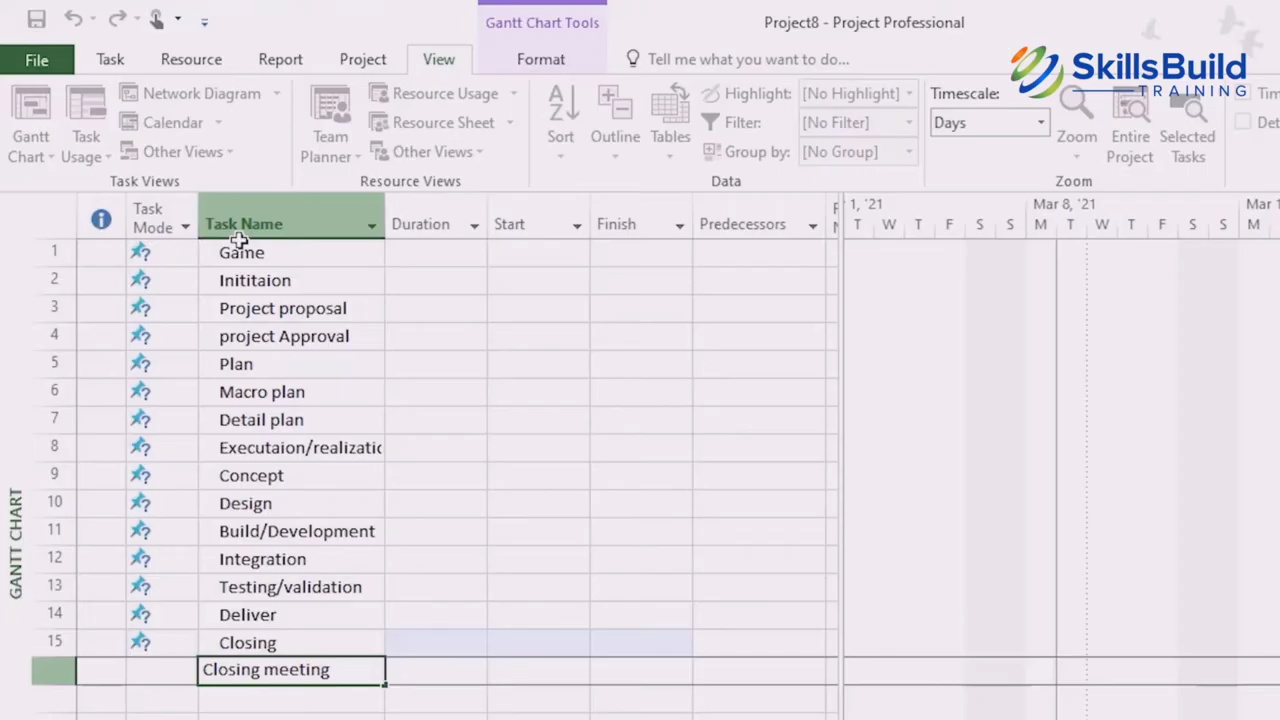 Gantt Chart Tools
Project8 - Project Professional
File Task Resource Report Project View Format Tell me what you want to do...
SkillsBuild
TRAINING
Gantt Chart
Task Usage
Network Diagram
Calendar
Other Views
Task Views
Team Planner
Resource Usage
Resource Sheet
Other Views
Resource Views
Sort
Outline
Tables
Highlight: [No Highlight]
Filter: [No Filter]
Group by: [No Group]
Data
Timescale:
Days
Zoom
Entire Project
Selected Tasks
Zoom
Task Mode Task Name Duration Start Finish Predecessors
1, '21 Mar 8, '21 Mar 1
T W T F S S M T W T F S S M
1 Game
2 Inititaion
3 Project proposal
4 project Approval
5 Plan
6 Macro plan
7 Detail plan
8 Executaion/realizatic
9 Concept
10 Design
11 Build/Development
12 Integration
13 Testing/validation
14 Deliver
15 Closing
Closing meeting
GANTT CHART